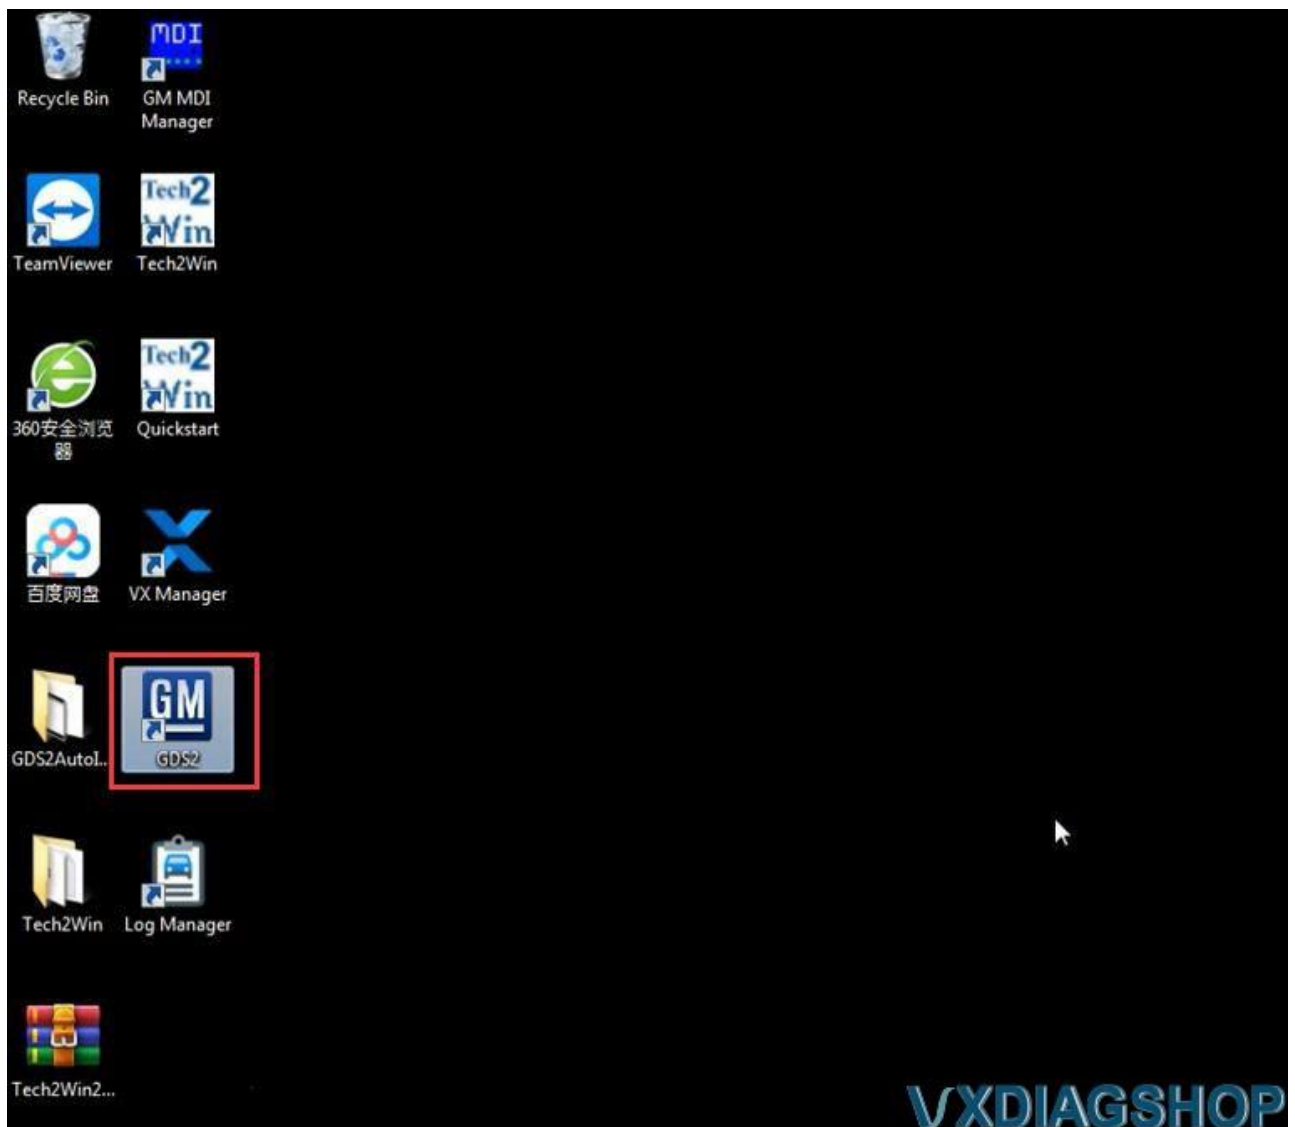 MDI
Recycle Bin
GM MDI
Manager
Tech2
Win
TeamViewer
Tech2Win
Tech2
Win
360安全浏览
器
Quickstart
百度网盘
VX Manager
GM
GDS2AutoI...
GDS2
Tech2Win
Log Manager
Tech2Win2...
VXDIAGSHOP